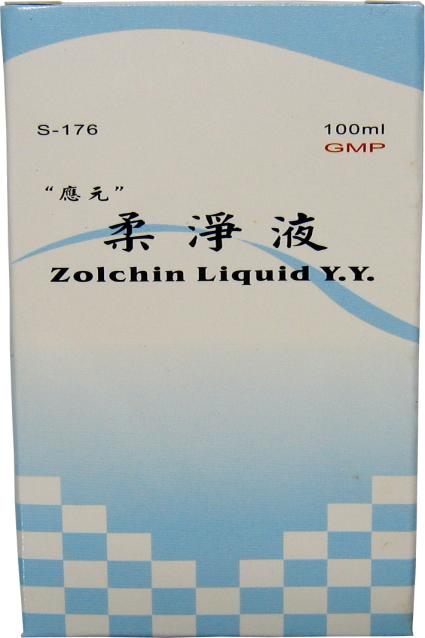 S-176 100ml
GMP
“應元”
柔淨液
Zolchin Liquid Y.Y.